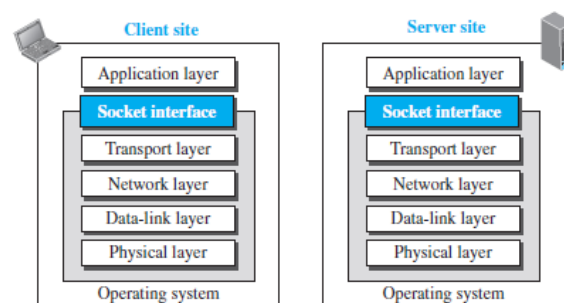 Client site
Application layer
Socket interface
Transport layer
Network layer
Data-link layer
Physical layer
Operating system
Server site
Application layer
Socket interface
Transport layer
Network layer
Data-link layer
Physical layer
Operating system